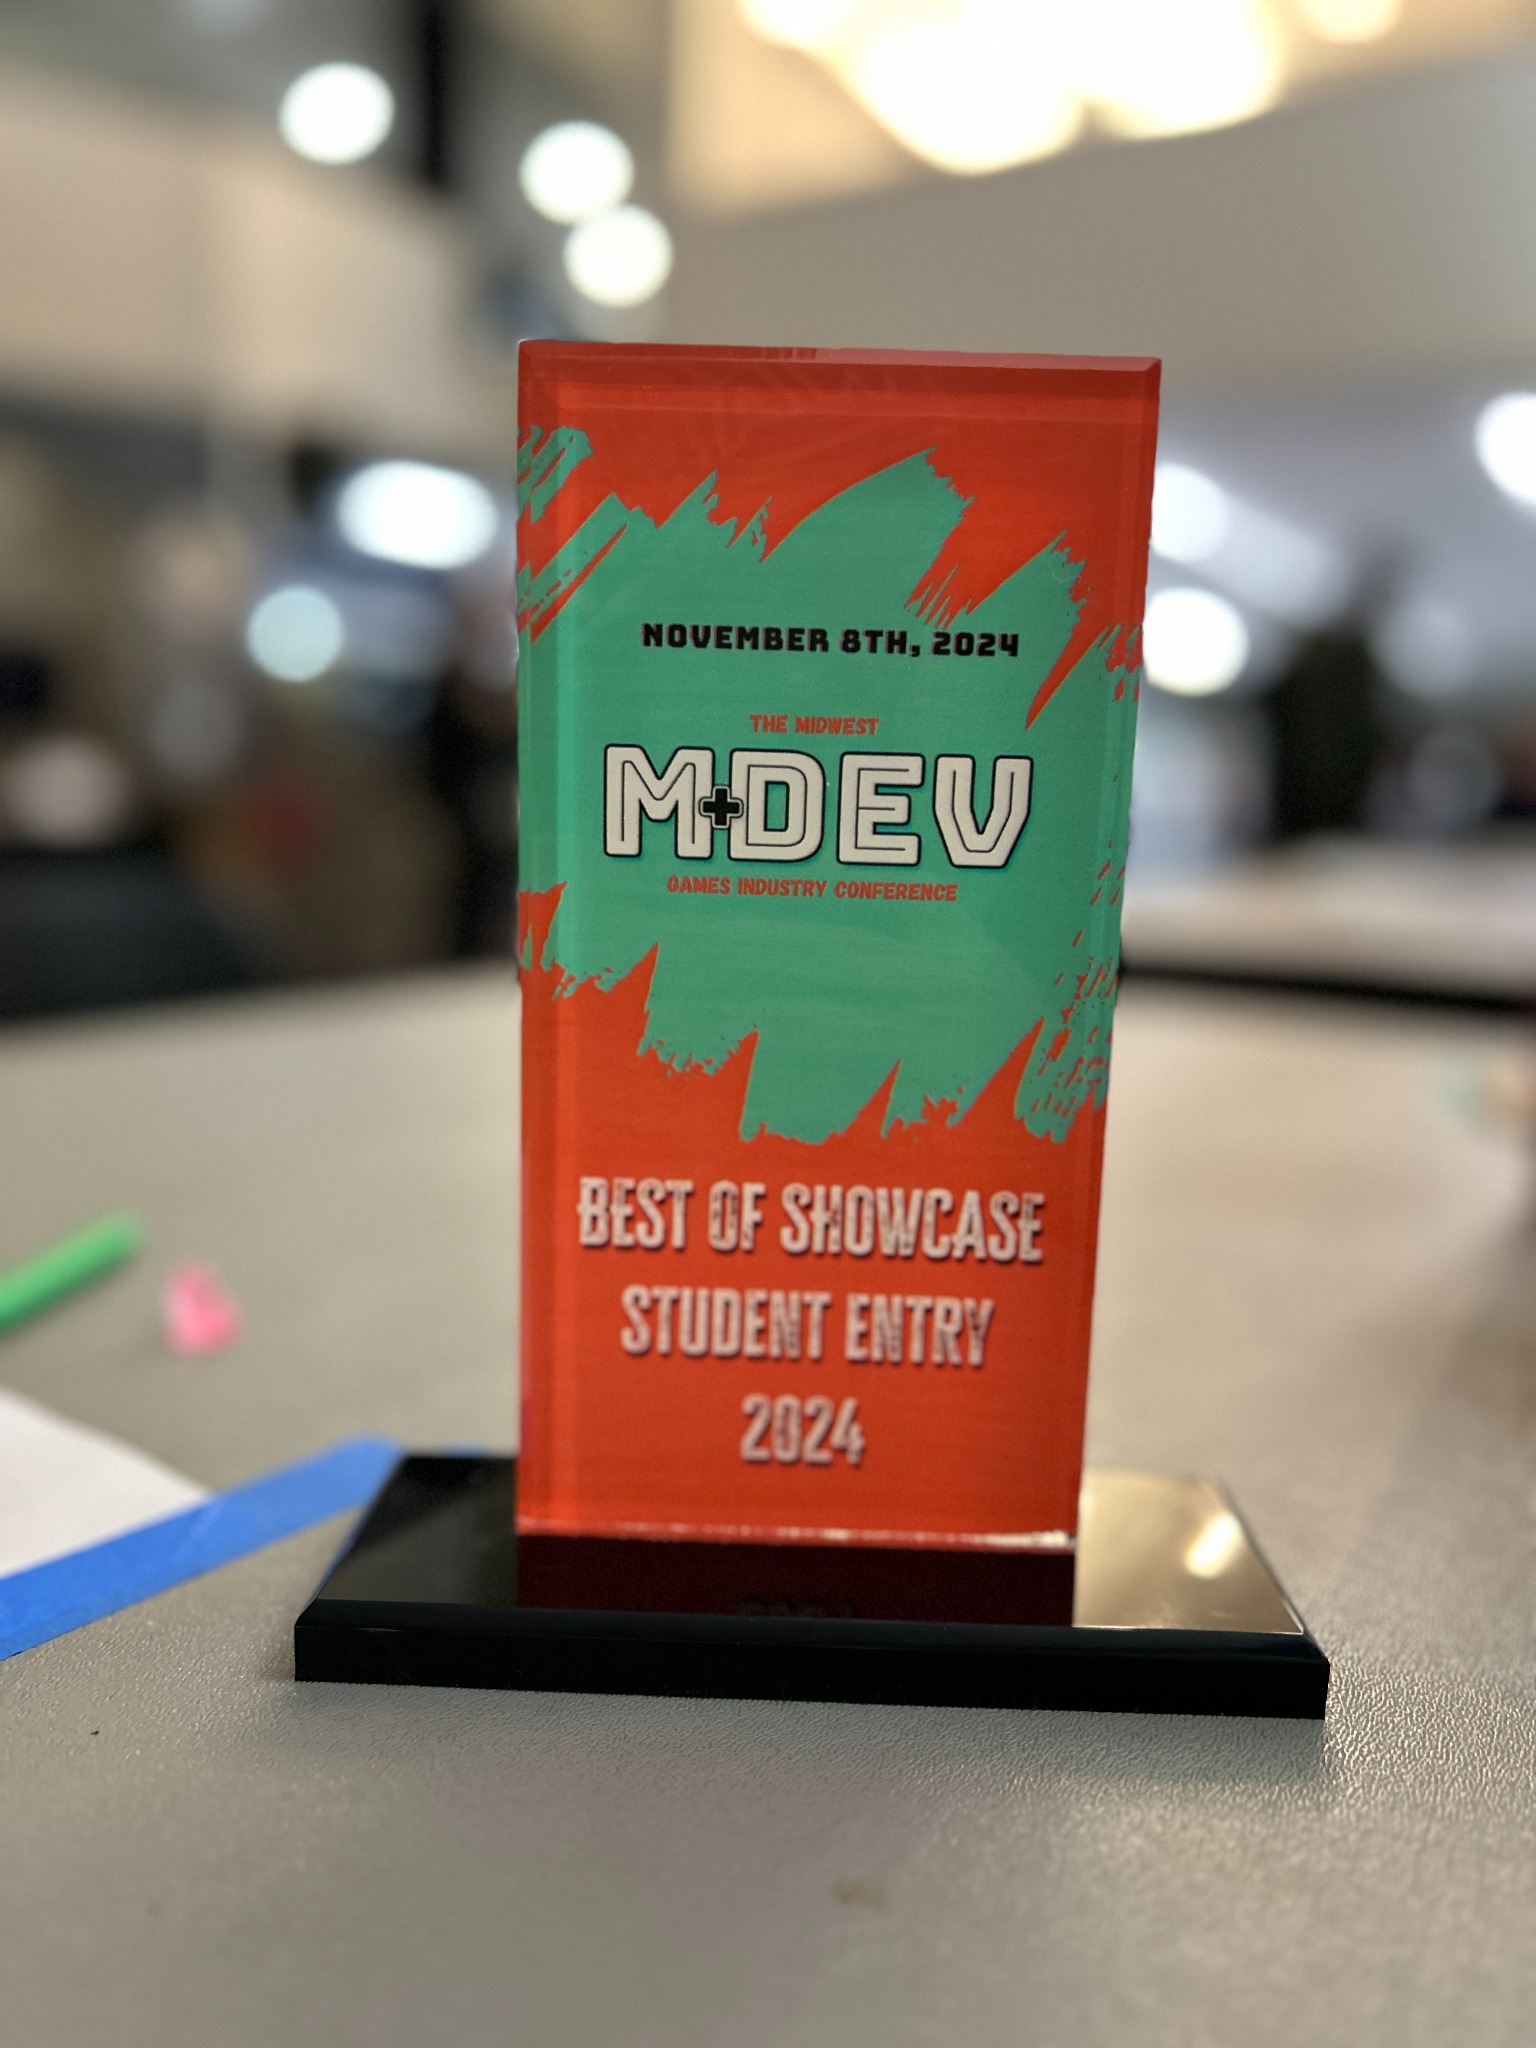 NOVEMBER 8TH, 2024
THE MIDWEST
M+DEV
GAMES INDUSTRY CONFERENCE
BEST OF SHOWCASE
STUDENT ENTRY
2024